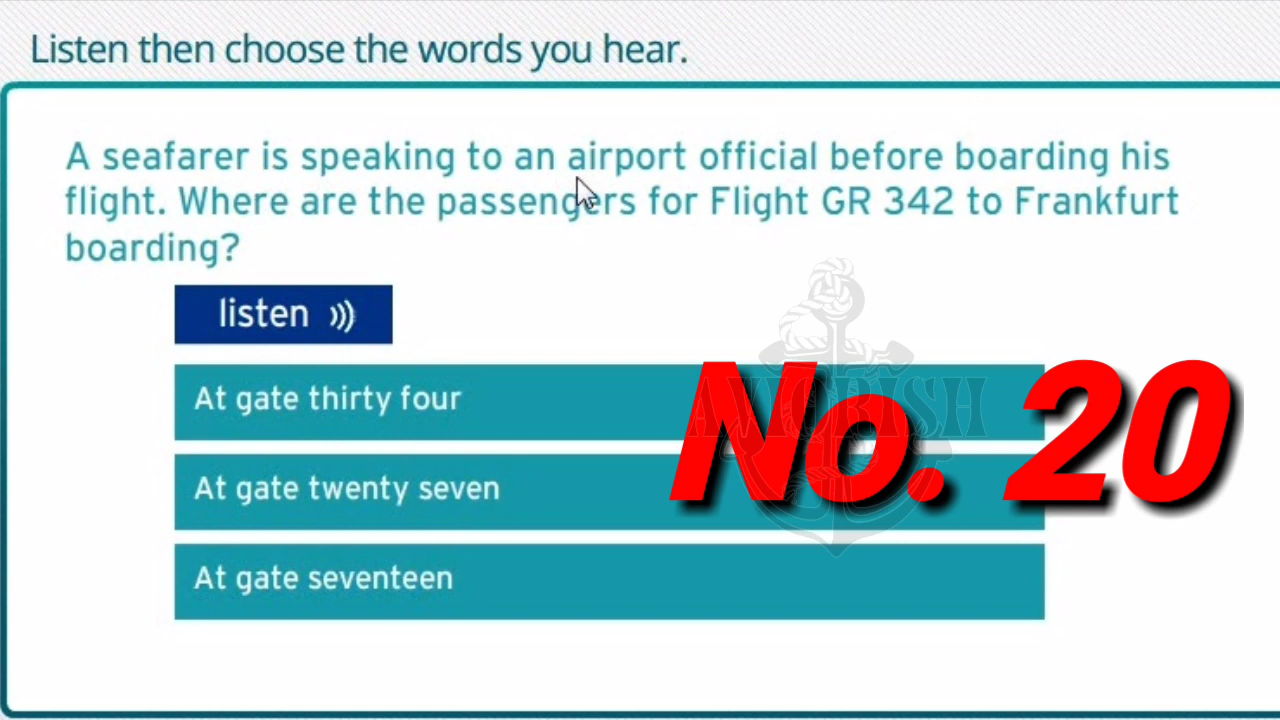 Listen then choose the words you hear.
A seafarer is speaking to an airport official before boarding his
flight. Where are the passengers for Flight GR 342 to Frankfurt
boarding?
listen
At gate thirty four
At gate twenty seven
At gate seventeen
No. 20